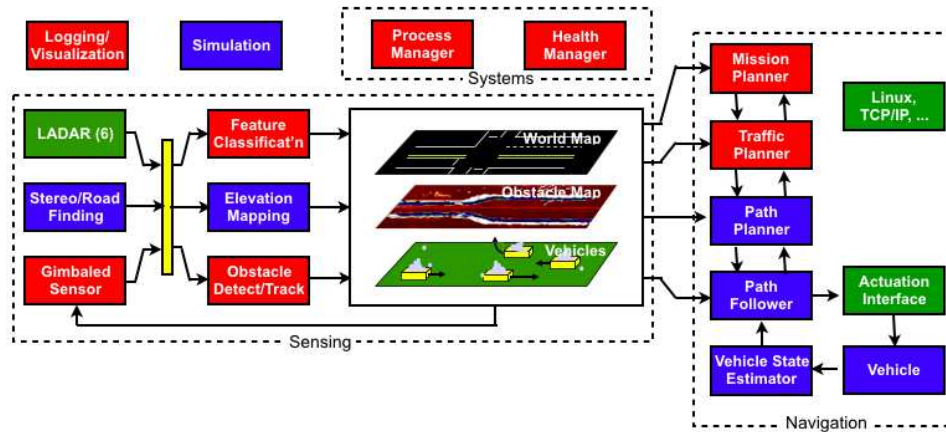 Logging/
Visualization
Simulation
Process
Manager
Health
Manager
Systems
Mission
Planner
Linux,
TCP/IP, ...
LADAR (6)
Feature
Classificat'n
World Map
Traffic
Planner
Stereo/Road
Finding
Elevation
Mapping
Obstacle Map
Path
Planner
Gimbaled
Sensor
Obstacle
Detect/Track
Vehicles
Path
Follower
Actuation
Interface
Sensing
Vehicle State
Estimator
Vehicle
Navigation